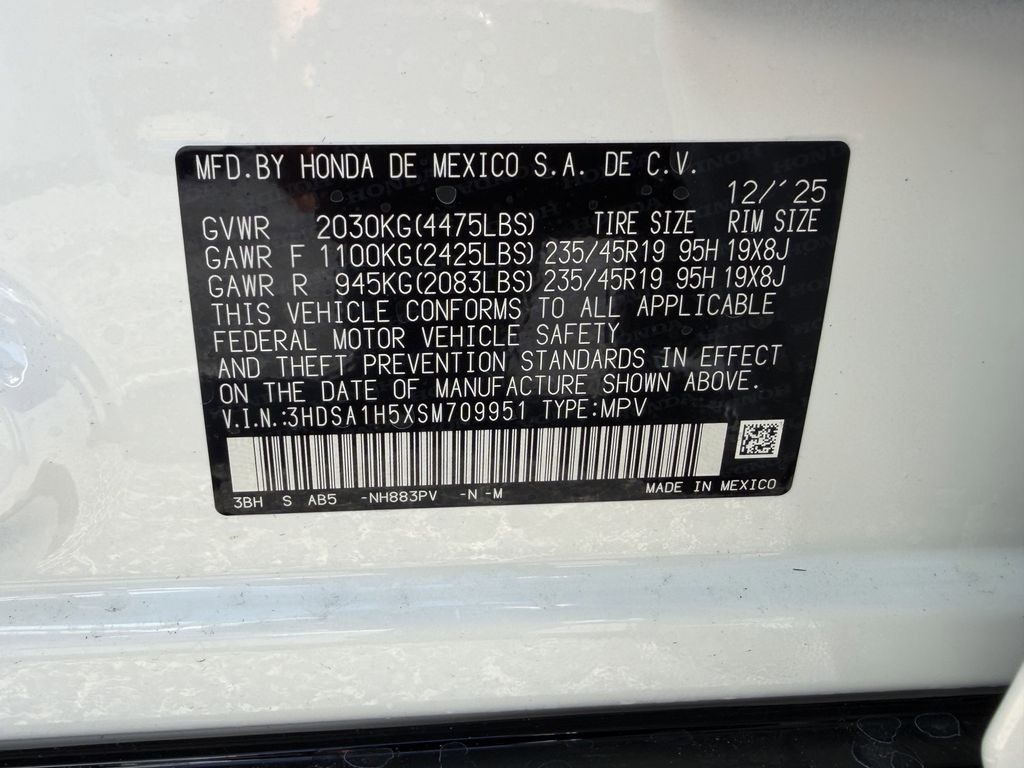 MFD.BY HONDA DE MEXICO S.A. DE C.V.
12/'25
GVWR 2030KG(4475LBS) TIRE SIZE RIM SIZE
GAWR F 1100KG(2425LBS) 235/45R19 95H 19X8J
GAWR R 945KG(2083LBS) 235/45R19 95H 19X8J
THIS VEHICLE CONFORMS TO ALL APPLICABLE
FEDERAL MOTOR VEHICLE SAFETY
AND THEFT PREVENTION STANDARDS IN EFFECT
ON THE DATE OF MANUFACTURE SHOWN ABOVE.
V.I.N.:3HDSA1H5XSM709951 TYPE:MPV
3BH S AB5 -NH883PV -N -M MADE IN MEXICO